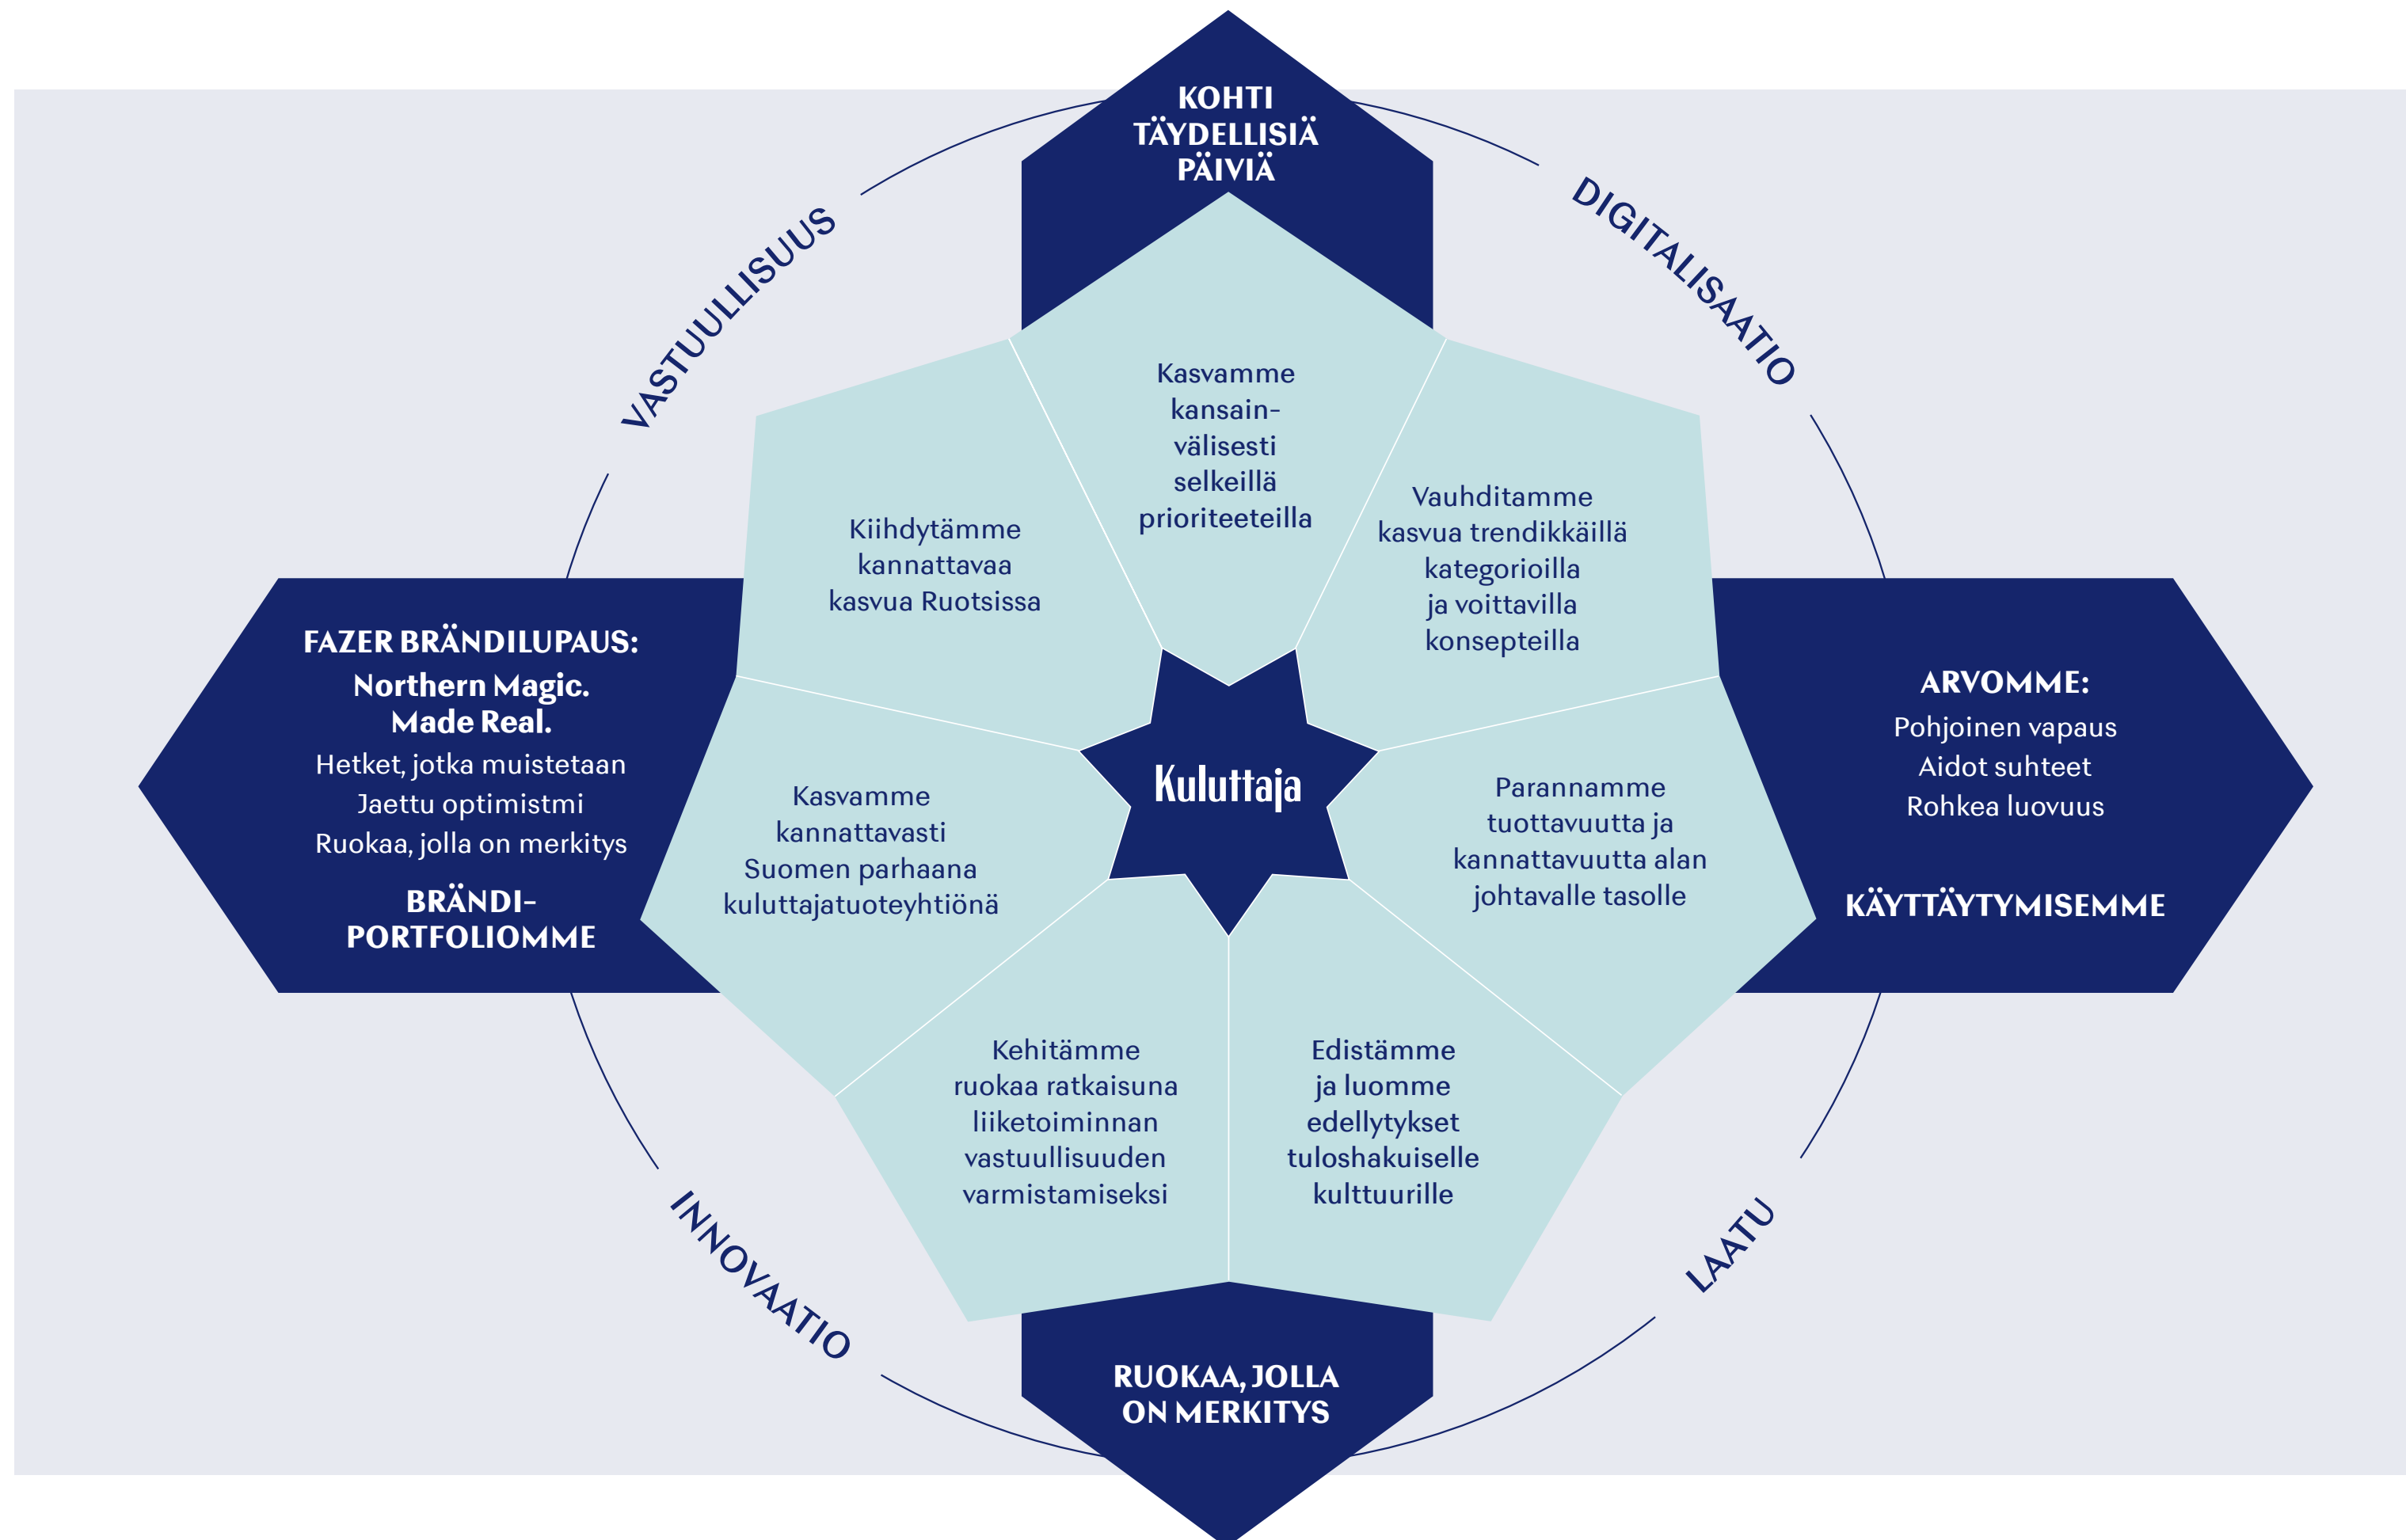 KOHTI
TÄYDELLISIÄ
PÄIVIÄ
VASTUULLISUUS
DIGITALISAATIO
Kasvamme
kansain-
välisesti
selkeillä
prioriteeteilla
Kiihdytämme
kannattavaa
kasvua Ruotsissa
Vauhditamme
kasvua trendikkäillä
kategorioilla
ja voittavilla
konsepteilla
FAZER BRÄNDILUPAUS:
Northern Magic.
Made Real.
Hetket, jotka muistetaan
Jaettu optimistmi
Ruokaa, jolla on merkitys
BRÄNDI-
PORTFOLIOMME
Kasvamme
kannattavasti
Suomen parhaana
kuluttajatuoteyhtiönä
Kuluttaja
Parannamme
tuottavuutta ja
kannattavuutta alan
johtavalle tasolle
ARVOMME:
Pohjoinen vapaus
Aidot suhteet
Rohkea luovuus
KÄYTTÄYTYMISEMME
Kehitämme
ruokaa ratkaisuna
liiketoiminnan
vastuullisuuden
varmistamiseksi
Edistämme
ja luomme
edellytykset
tuloshakuiselle
kulttuurille
INNOVAATIO
LAATU
RUOKAA, JOLLA
ON MERKITYS